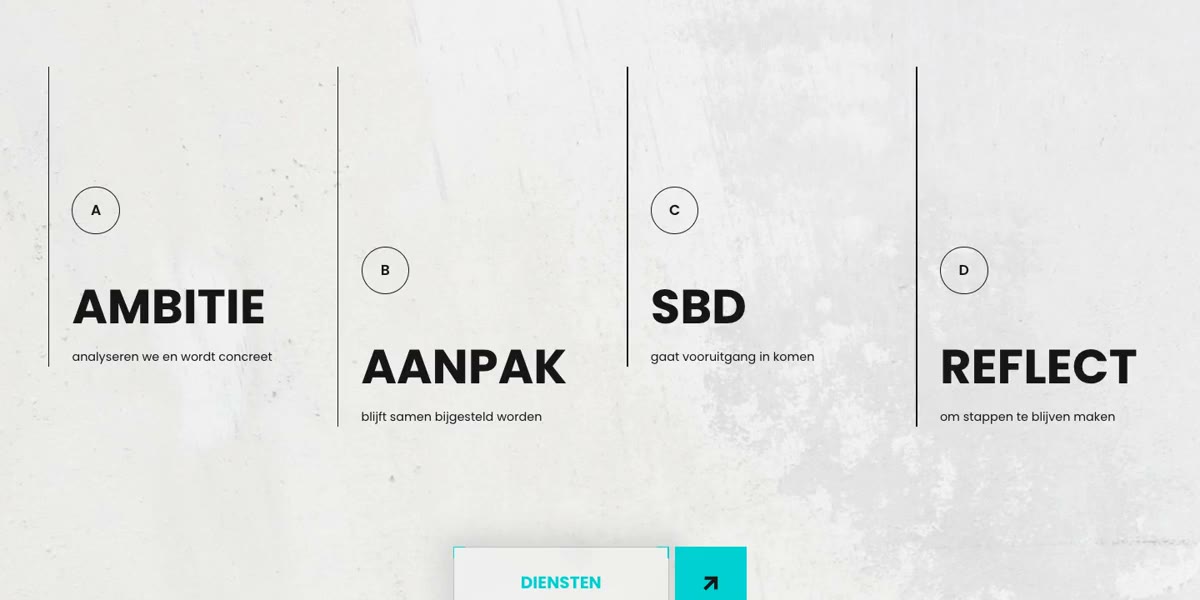 A
AMBITIE
analyseren we en wordt concreet
B
AANPAK
blijft samen bijgesteld worden
C
SBD
gaat vooruitgang in komen
D
REFLECT
om stappen te blijven maken
DIENSTEN